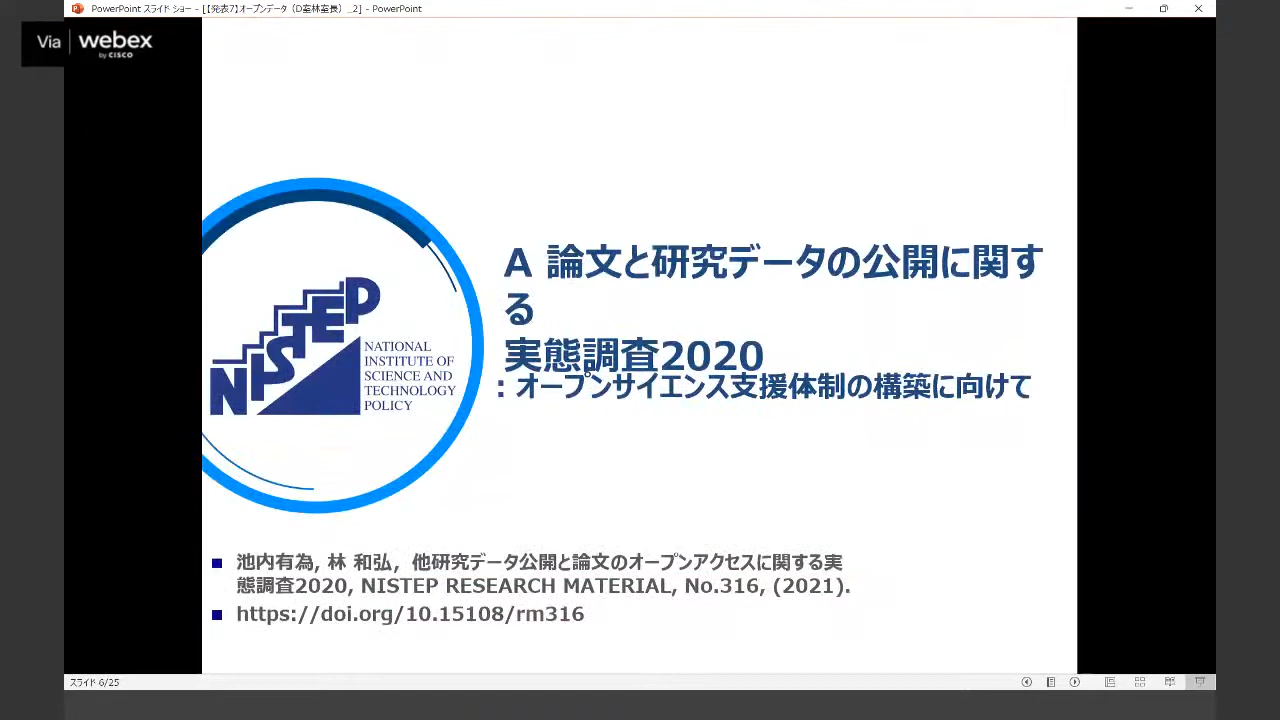 PowerPoint スライド ショー - [【発表7】オープンデータ（D室林室長）_2] - PowerPoint
Via webex
by CISCO
A 論文と研究データの公開に関す
る
実態調査2020
：オープンサイエンス支援体制の構築に向けて
NISTEP
NATIONAL
INSTITUTE OF
SCIENCE AND
TECHNOLOGY
POLICY
池内有為, 林 和弘, 他研究データ公開と論文のオープンアクセスに関する実
態調査2020, NISTEP RESEARCH MATERIAL, No.316, (2021).
https://doi.org/10.15108/rm316
スライド 6/25